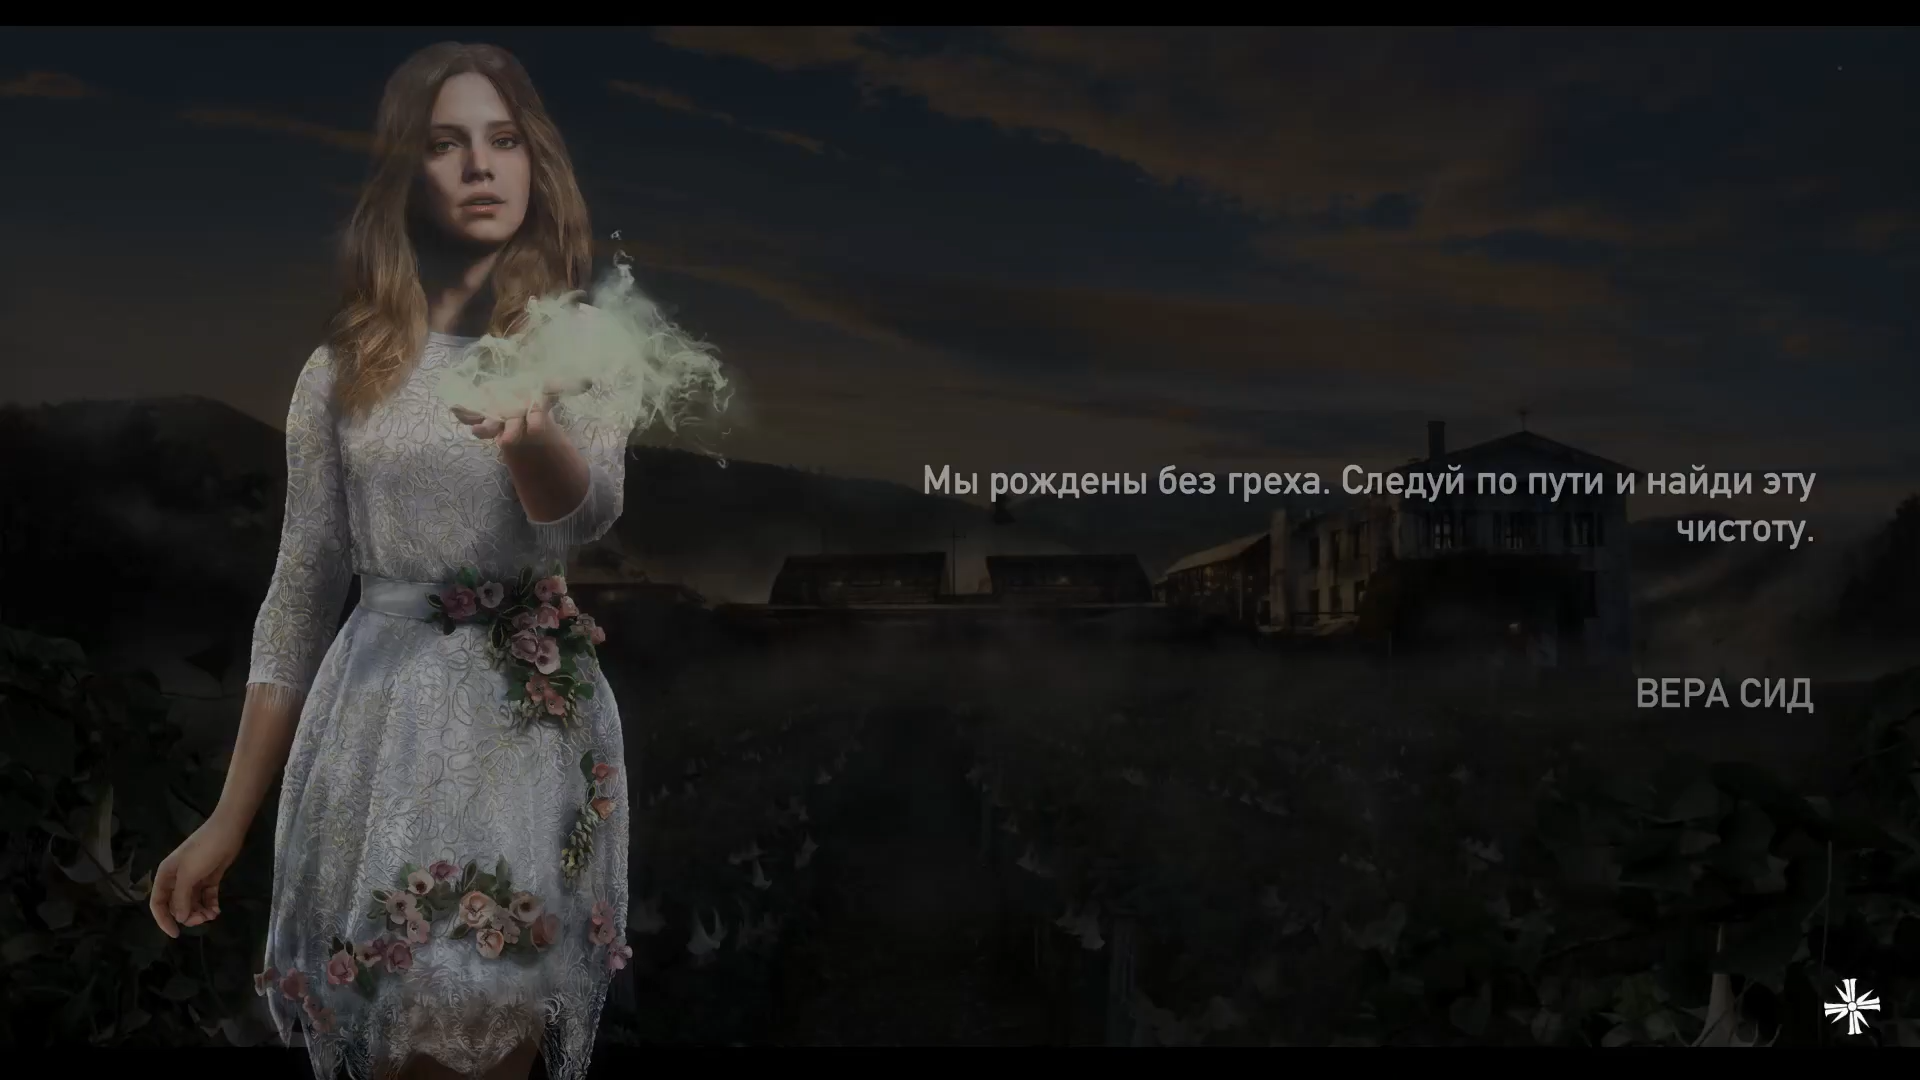 Мы рождены без греха. Следуй по пути и найди эту
чистоту.
ВЕРА СИД